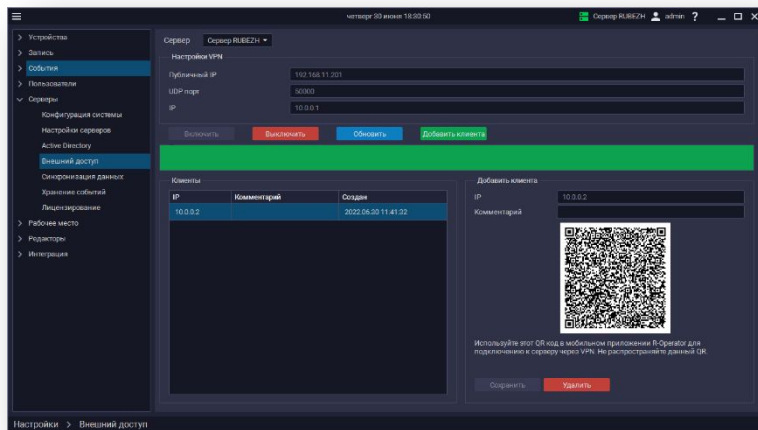 четверг 30 июня 18:30:50
Сервер RUBEZH
admin
?
Устройства
Запись
События
Пользователи
Серверы
Конфигурация системы
Настройки серверов
Active Directory
Внешний доступ
Синхронизация данных
Хранение событий
Лицензирование
Рабочее место
Редакторы
Интеграция
Сервер Сервер RUBEZH
Настройки VPN
Публичный IP 192.168.11.201
UDP порт 50000
IP 10.0.0.1
Включить Выключить Обновить Добавить клиента
Клиенты
IP Комментарий Создан
10.0.0.2 2022.06.30 11:41:32
Добавить клиента
IP 10.0.0.2
Комментарий
Используйте этот QR код в мобильном приложении R-Operator для
подключению к серверу через VPN. Не распространяйте данный QR.
Сохранить Удалить
Настройки > Внешний доступ